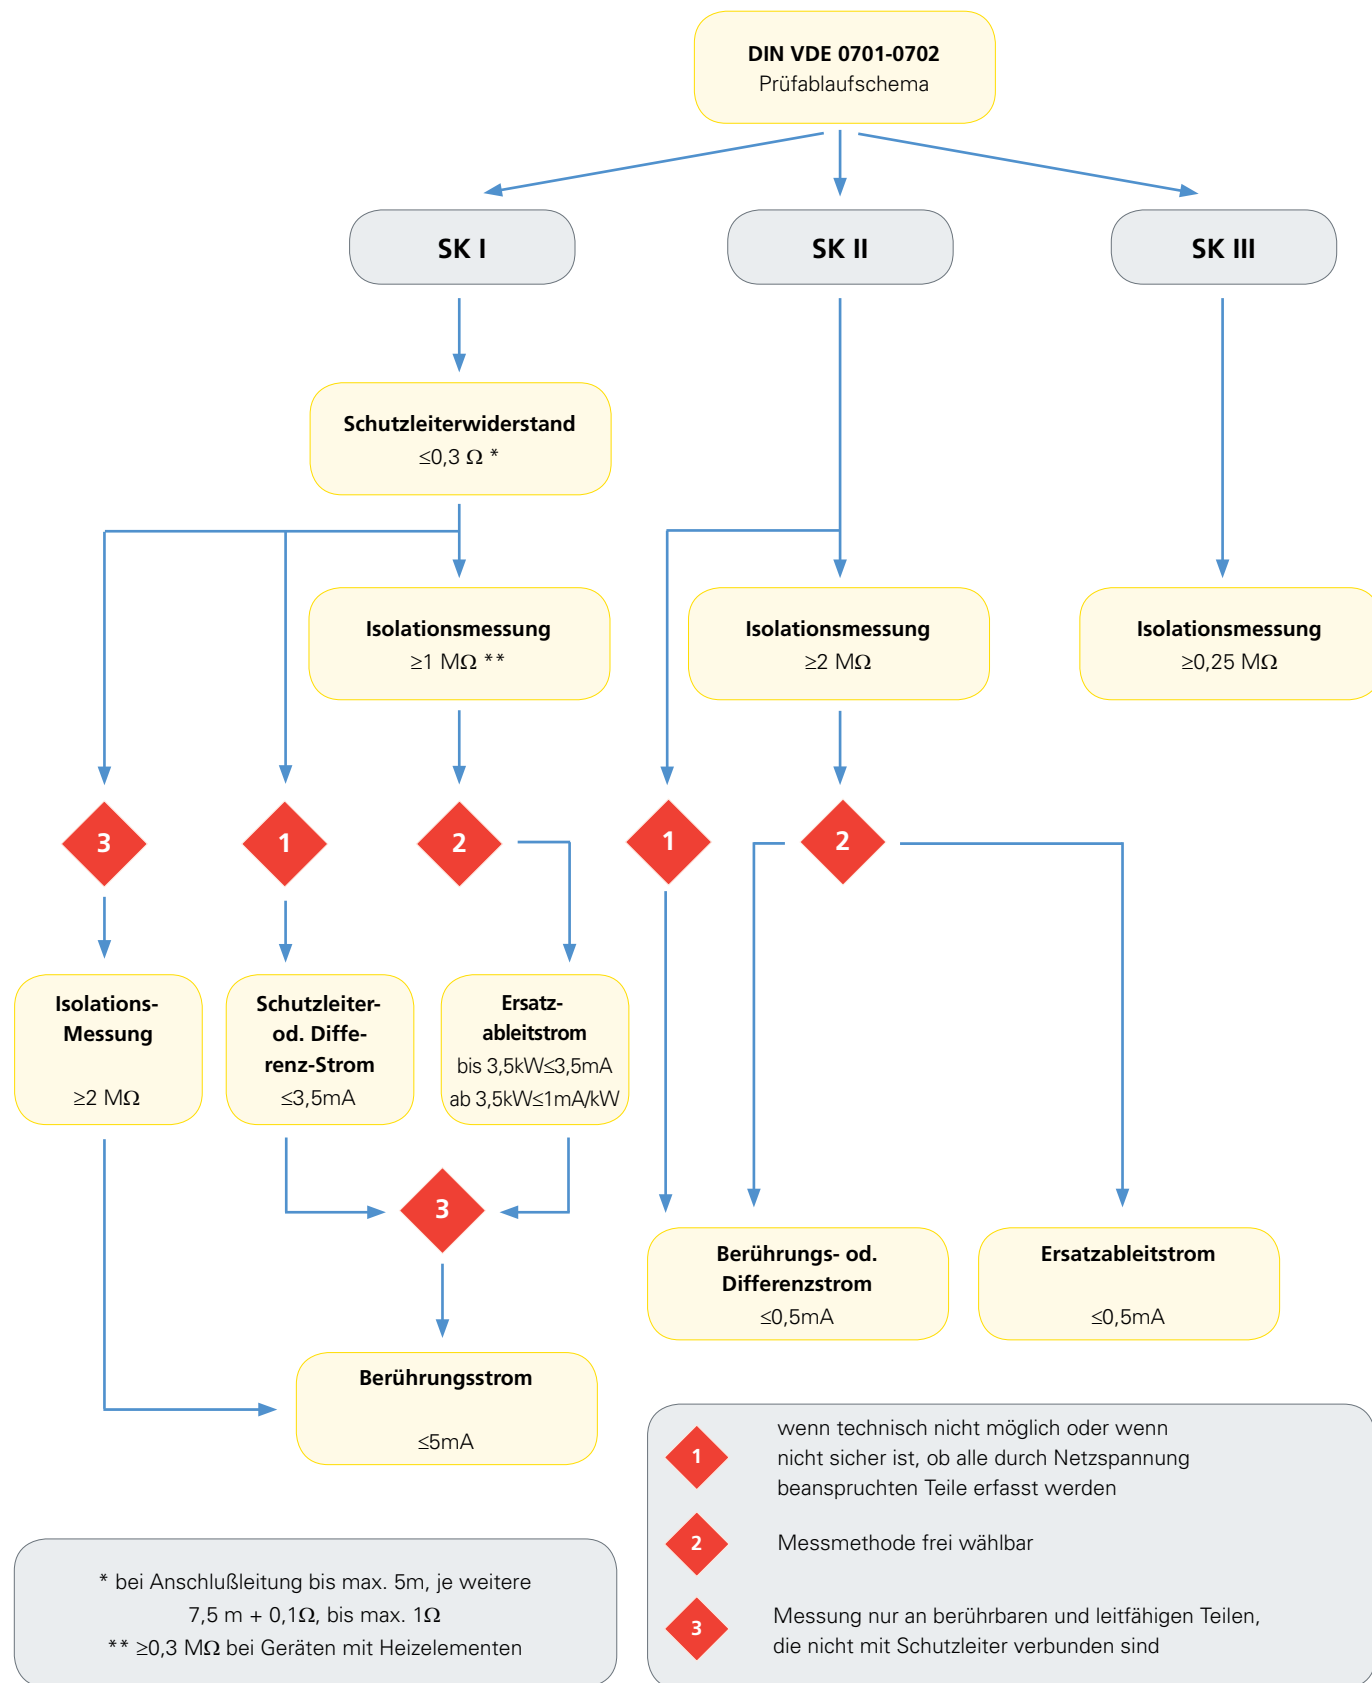 DIN VDE 0701-0702
Prüfablaufschema
SK I
SK II
SK III
Schutzleiterwiderstand
≤0,3 Ω *
Isolationsmessung
≥1 MΩ **
Isolationsmessung
≥2 MΩ
Isolationsmessung
≥0,25 MΩ
3
1
2
1
2
Isolations-
Messung
≥2 MΩ
Schutzleiter-
od. Diffe-
renz-Strom
≤3,5mA
Ersatz-
ableitstrom
bis 3,5kW≤3,5mA
ab 3,5kW≤1mA/kW
3
Berührungs- od.
Differenzstrom
≤0,5mA
Ersatzableitstrom
≤0,5mA
Berührungsstrom
≤5mA
* bei Anschlußleitung bis max. 5m, je weitere
7,5 m + 0,1Ω, bis max. 1Ω
** ≥0,3 MΩ bei Geräten mit Heizelementen
1
wenn technisch nicht möglich oder wenn
nicht sicher ist, ob alle durch Netzspannung
beanspruchten Teile erfasst werden
2
Messmethode frei wählbar
3
Messung nur an berührbaren und leitfähigen Teilen,
die nicht mit Schutzleiter verbunden sind